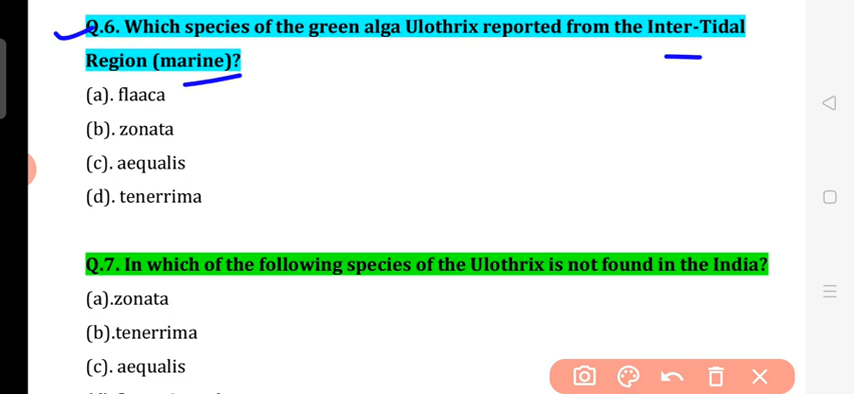 Q.6. Which species of the green alga Ulothrix reported from the Inter-Tidal
Region (marine)?
(a). flaaca
(b). zonata
(c). aequalis
(d). tenerrima
Q.7. In which of the following species of the Ulothrix is not found in the India?
(a).zonata
(b).tenerrima
(c). aequalis